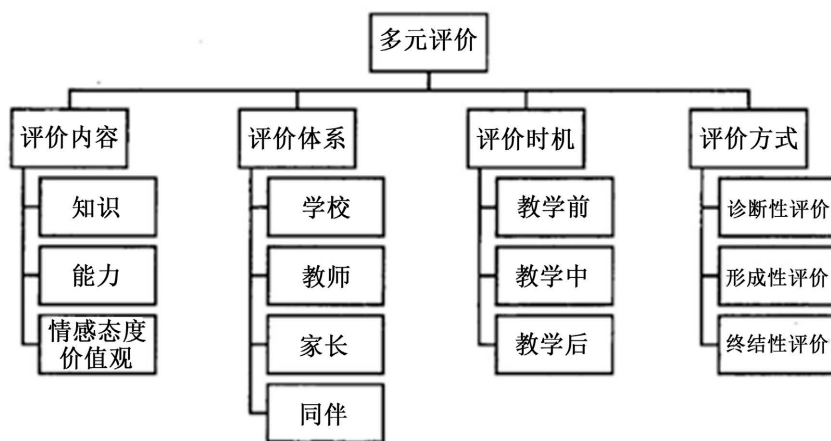 多元评价
评价内容
知识
能力
情感态度
价值观
评价体系
学校
教师
家长
同伴
评价时机
教学前
教学中
教学后
评价方式
诊断性评价
形成性评价
终结性评价